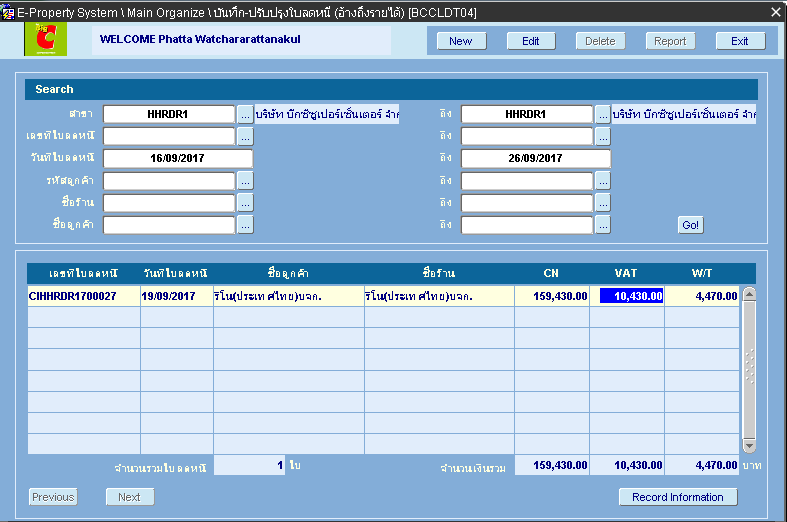 E-Property System \ Main Organize \ บันทึก-ปรับปรุงใบลดหนี้ (อ้างถึงรายได้) [BCCLDT04]
Big C
WELCOME Phatta Watchararattanakul
New Edit Delete Report Exit
Search
สาขา HHRDR1 ... บริษัท บิ๊กซีซูเปอร์เซ็นเตอร์ ถึง HHRDR1 ... บริษัท บิ๊กซีซูเปอร์เซ็นเตอร์
เลขที่ใบลดหนี้ ... ถึง ...
วันที่ใบลดหนี้ 16/09/2017 ถึง 26/09/2017
รหัสลูกค้า ... ถึง ...
ชื่อร้าน ... ถึง ...
ชื่อลูกค้า ... ถึง ... Go!
เลขที่ใบลดหนี้ วันที่ใบลดหนี้ ชื่อลูกค้า ชื่อร้าน CN VAT W/T
CIHHRDR1700027 19/09/2017 รีโน(ประเทศไทย)บจก. รีโน(ประเทศไทย)บจก. 159,430.00 10,430.00 4,470.00
จำนวนรวมใบลดหนี้ 1 ใบ จำนวนเงินรวม 159,430.00 10,430.00 4,470.00 บาท
Previous Next Record Information